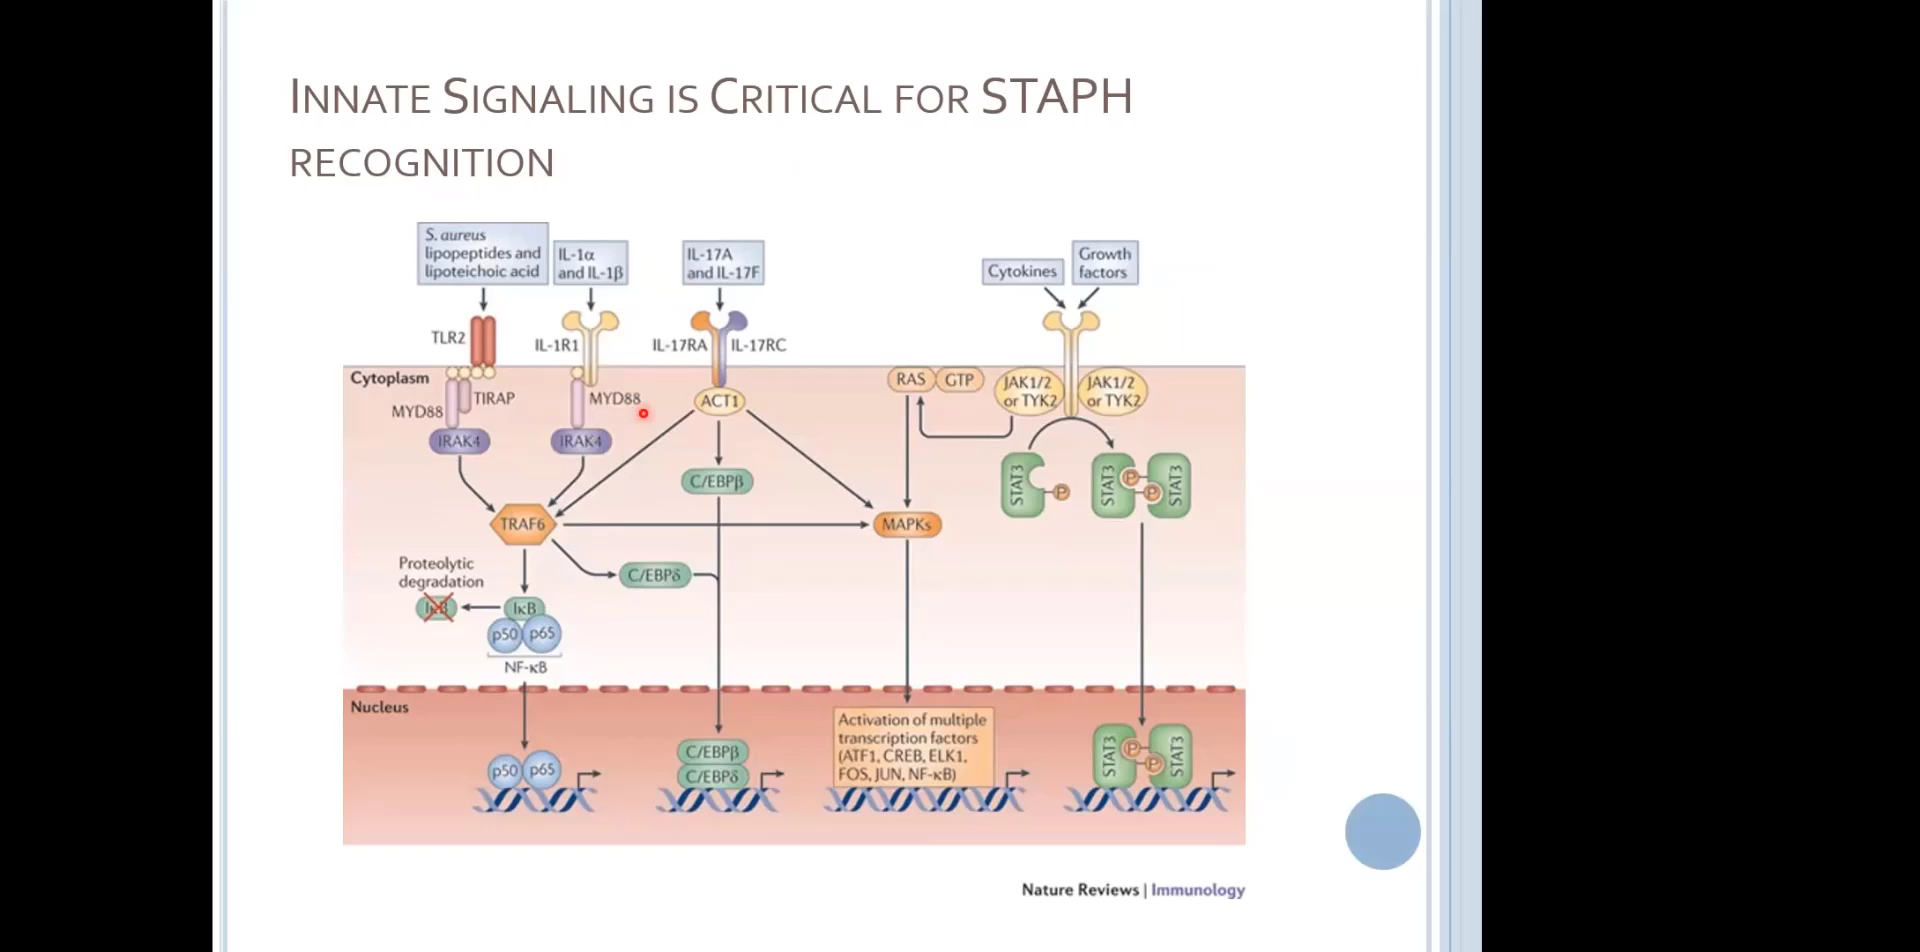 INNATE SIGNALING IS CRITICAL FOR STAPH
RECOGNITION
S. aureus
lipopeptides and
lipoteichoic acid
IL-1α
and IL-1β
IL-17A
and IL-17F
Cytokines
Growth
factors
TLR2
IL-1R1
IL-17RA
IL-17RC
Cytoplasm
MYD88
TIRAP
MYD88
ACT1
RAS
GTP
JAK1/2
or TYK2
JAK1/2
or TYK2
IRAK4
IRAK4
C/EBPβ
STAT3
P
STAT3
P
P
STAT3
TRAF6
MAPKs
Proteolytic
degradation
C/EBPδ
IκB
IκB
p50
p65
NF-κB
Nucleus
p50
p65
C/EBPβ
C/EBPδ
Activation of multiple
transcription factors
(ATF1, CREB, ELK1,
FOS, JUN, NF-κB)
STAT3
P
P
STAT3
Nature Reviews | Immunology